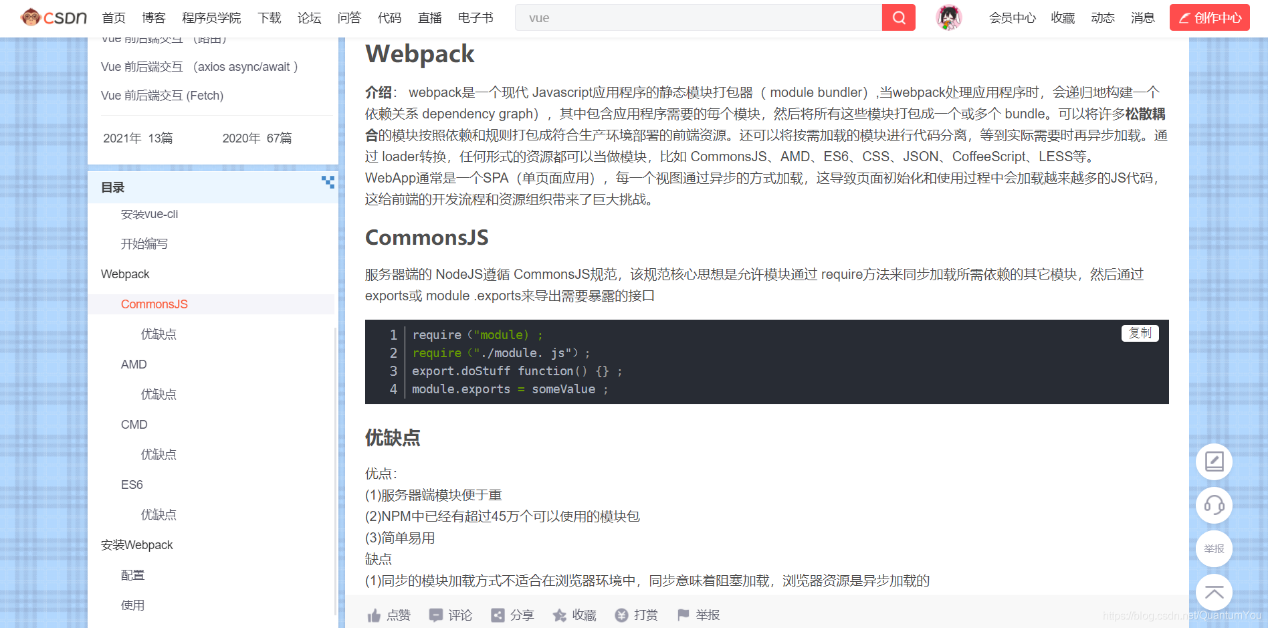 CSDN 首页 博客 程序员学院 下载 论坛 问答 代码 直播 电子书 vue 会员中心 收藏 动态 消息 创作中心
Vue 前后端交互 （路由）
Vue 前后端交互 （axios async/await ）
Vue 前后端交互 (Fetch)
2021年 13篇 2020年 67篇
目录
安装vue-cli
开始编写
Webpack
CommonsJS
优缺点
AMD
优缺点
CMD
优缺点
ES6
优缺点
安装Webpack
配置
使用
Webpack
介绍： webpack是一个现代 Javascript应用程序的静态模块打包器（ module bundler）,当webpack处理应用程序时，会递归地构建一个
依赖关系 dependency graph），其中包含应用程序需要的每个模块，然后将所有这些模块打包成一个或多个 bundle。可以将许多松散耦
合的模块按照依赖和规则打包成符合生产环境部署的前端资源。还可以将按需加载的模块进行代码分离，等到实际需要时再异步加载。通
过 loader转换，任何形式的资源都可以当做模块，比如 CommonsJS、AMD、ES6、CSS、JSON、CoffeeScript、LESS等。
WebApp通常是一个SPA（单页面应用），每一个视图通过异步的方式加载，这导致页面初始化和使用过程中会加载越来越多的JS代码，
这给前端的开发流程和资源组织带来了巨大挑战。
CommonsJS
服务器端的 NodeJS遵循 CommonsJS规范，该规范核心思想是允许模块通过 require方法来同步加载所需依赖的其它模块，然后通过
exports或 module .exports来导出需要暴露的接口
复制
1 require（"module）;
2 require（"./module. js"）;
3 export.doStuff function() {} ;
4 module.exports = someValue ;
优缺点
优点：
(1)服务器端模块便于重
(2)NPM中已经有超过45万个可以使用的模块包
(3)简单易用
缺点
(1)同步的模块加载方式不适合在浏览器环境中，同步意味着阻塞加载，浏览器资源是异步加载的
点赞 评论 分享 收藏 打赏 举报
举报
https://blog.csdn.net/QuantumYou